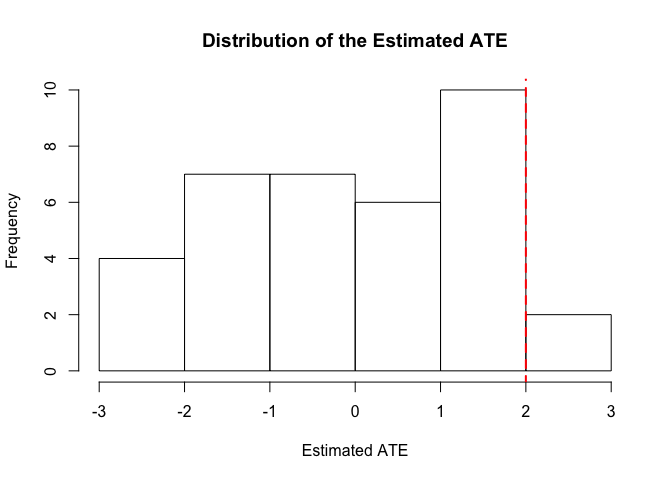 Distribution of the Estimated ATE
Frequency
10
8
6
4
2
0
-3 -2 -1 0 1 2 3
Estimated ATE